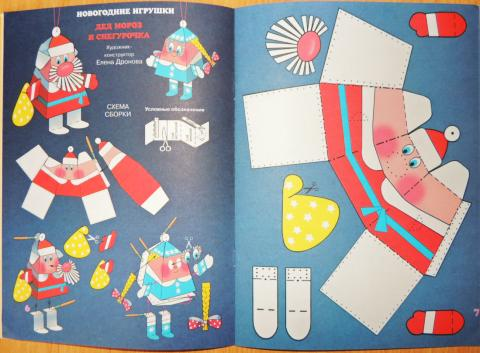 НОВОГОДНИЕ ИГРУШКИ
ДЕД МОРОЗ
И СНЕГУРОЧКА
Художник-
конструктор
Елена Дронова
СХЕМА
СБОРКИ
Условные обозначения
7